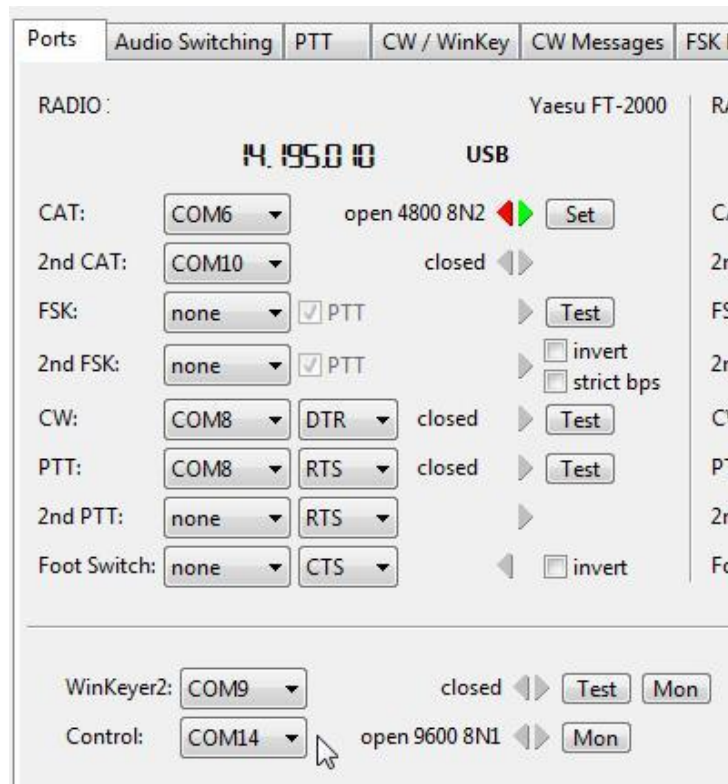 Ports Audio Switching PTT CW / WinKey CW Messages FSK
RADIO: Yaesu FT-2000
14.195.010 USB
CAT: COM6 open 4800 8N2 Set
2nd CAT: COM10 closed
FSK: none PTT Test
2nd FSK: none PTT invert
strict bps
CW: COM8 DTR closed Test
PTT: COM8 RTS closed Test
2nd PTT: none RTS
Foot Switch: none CTS invert
WinKeyer2: COM9 closed Test Mon
Control: COM14 open 9600 8N1 Mon